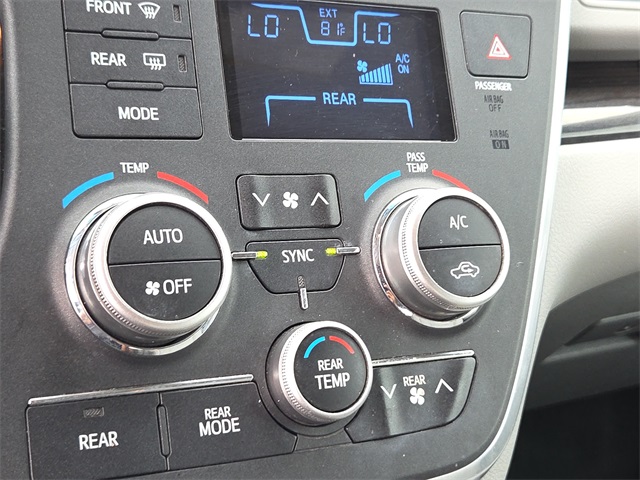 FRONT
REAR
MODE
LO
EXT
81°F
LO
A/C
ON
REAR
PASSENGER
AIR BAG
OFF
AIR BAG
ON
TEMP
PASS
TEMP
AUTO
OFF
SYNC
A/C
REAR
TEMP
REAR
REAR
REAR
MODE